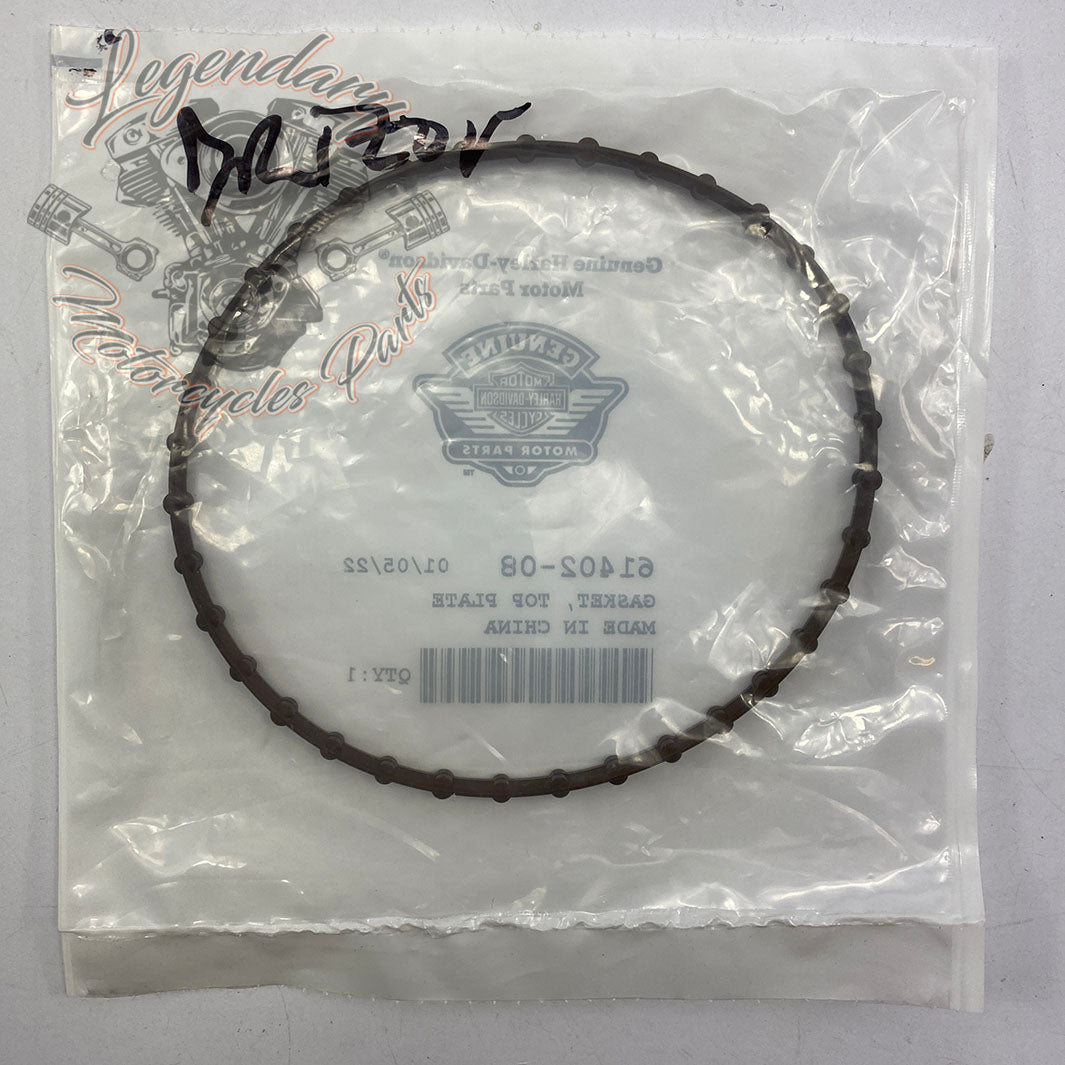 Legendary
Motorcycles Parts
Genuine Harley-Davidson®
Motor Parts
GENUINE
MOTOR
HARLEY-DAVIDSON
CYCLES
MOTOR PARTS
TM
61402-08 01/05/22
GASKET, TOP PLATE
MADE IN CHINA
QTY:1